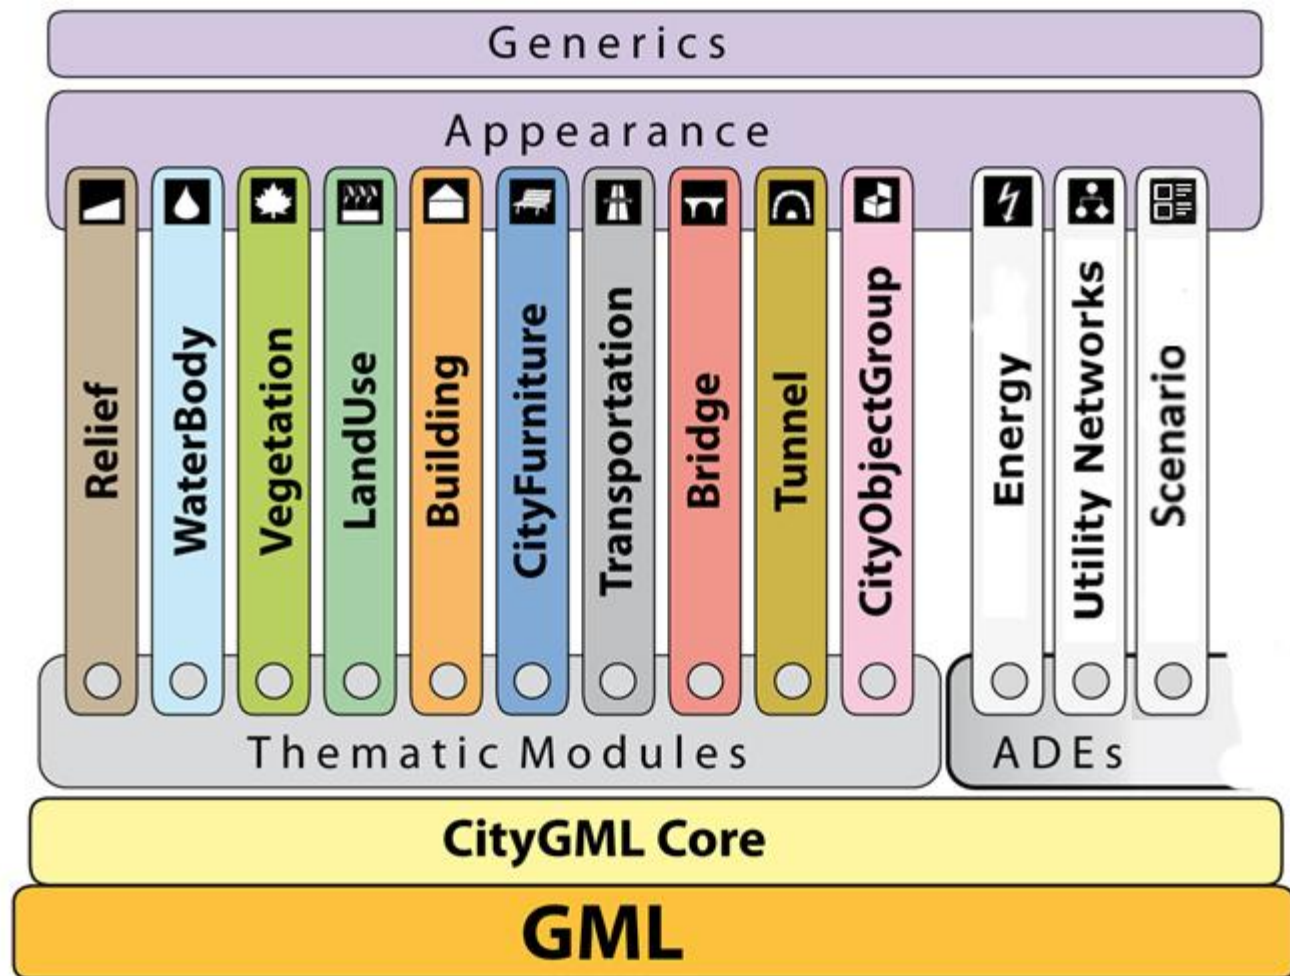 Generics
Appearance
Relief
WaterBody
Vegetation
LandUse
Building
CityFurniture
Transportation
Bridge
Tunnel
CityObjectGroup
Energy
Utility Networks
Scenario
Thematic Modules
ADEs
CityGML Core
GML